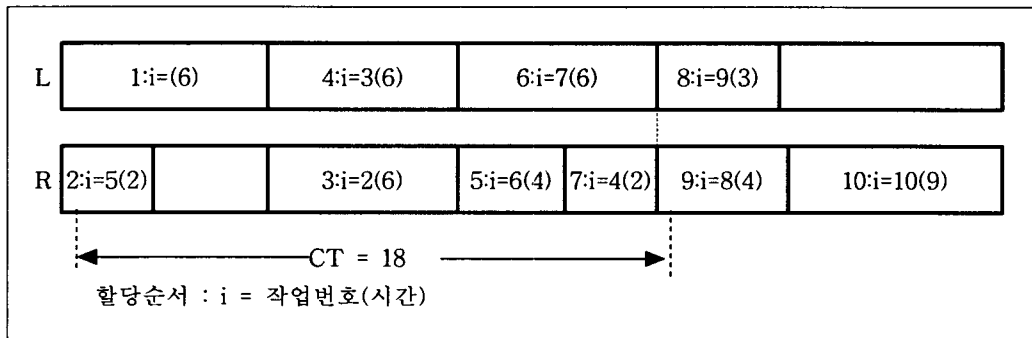 L 1:i=(6) 4:i=3(6) 6:i=7(6) 8:i=9(3)
R 2:i=5(2) 3:i=2(6) 5:i=6(4) 7:i=4(2) 9:i=8(4) 10:i=10(9)
CT = 18
할당순서 : i = 작업번호(시간)